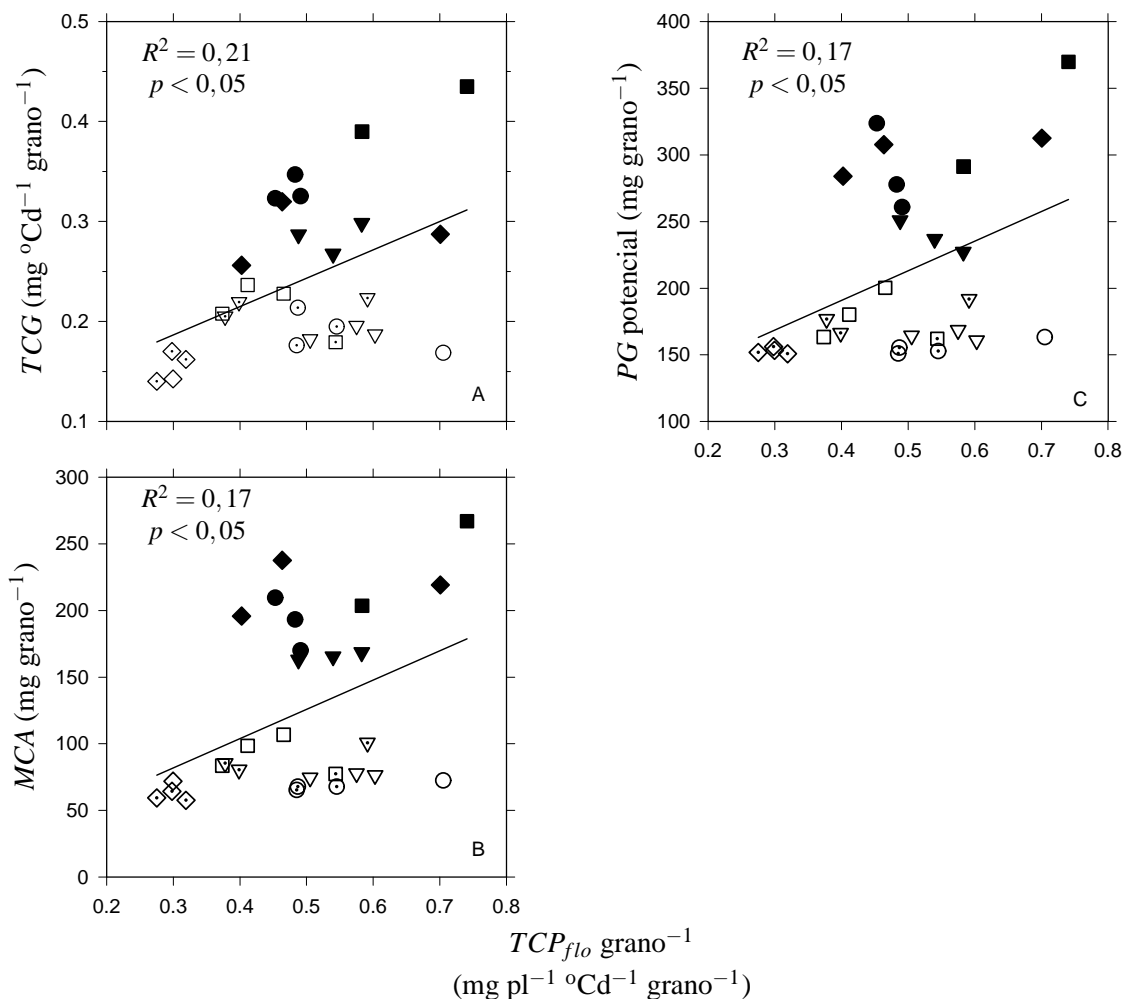 R² = 0,21
p < 0,05
TCG (mg ºCd⁻¹ grano⁻¹)
0.5
0.4
0.3
0.2
0.1
A
R² = 0,17
p < 0,05
PG potencial (mg grano⁻¹)
400
350
300
250
200
150
100
C
0.2 0.3 0.4 0.5 0.6 0.7 0.8
R² = 0,17
p < 0,05
MCA (mg grano⁻¹)
300
250
200
150
100
50
0
B
0.2 0.3 0.4 0.5 0.6 0.7 0.8
TCP_flo grano⁻¹
(mg pl⁻¹ ºCd⁻¹ grano⁻¹)